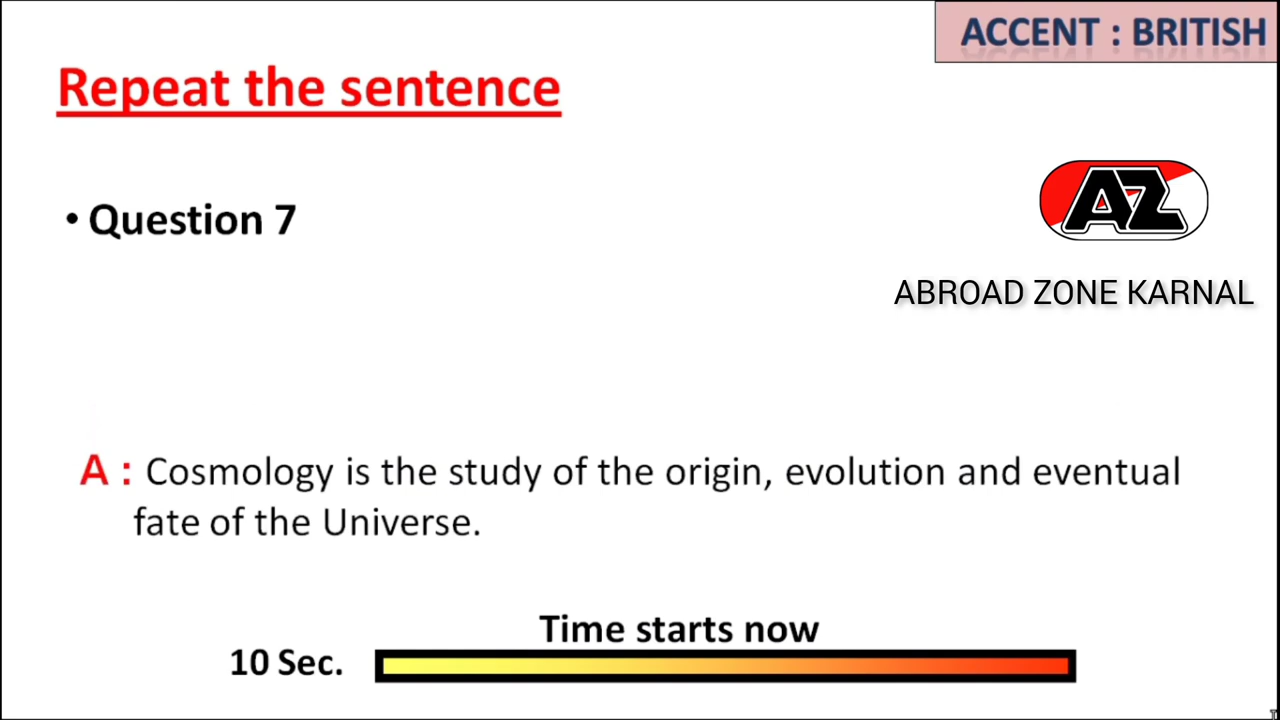 ACCENT : BRITISH
Repeat the sentence
• Question 7
AZ
ABROAD ZONE KARNAL
A : Cosmology is the study of the origin, evolution and eventual
fate of the Universe.
Time starts now
10 Sec.